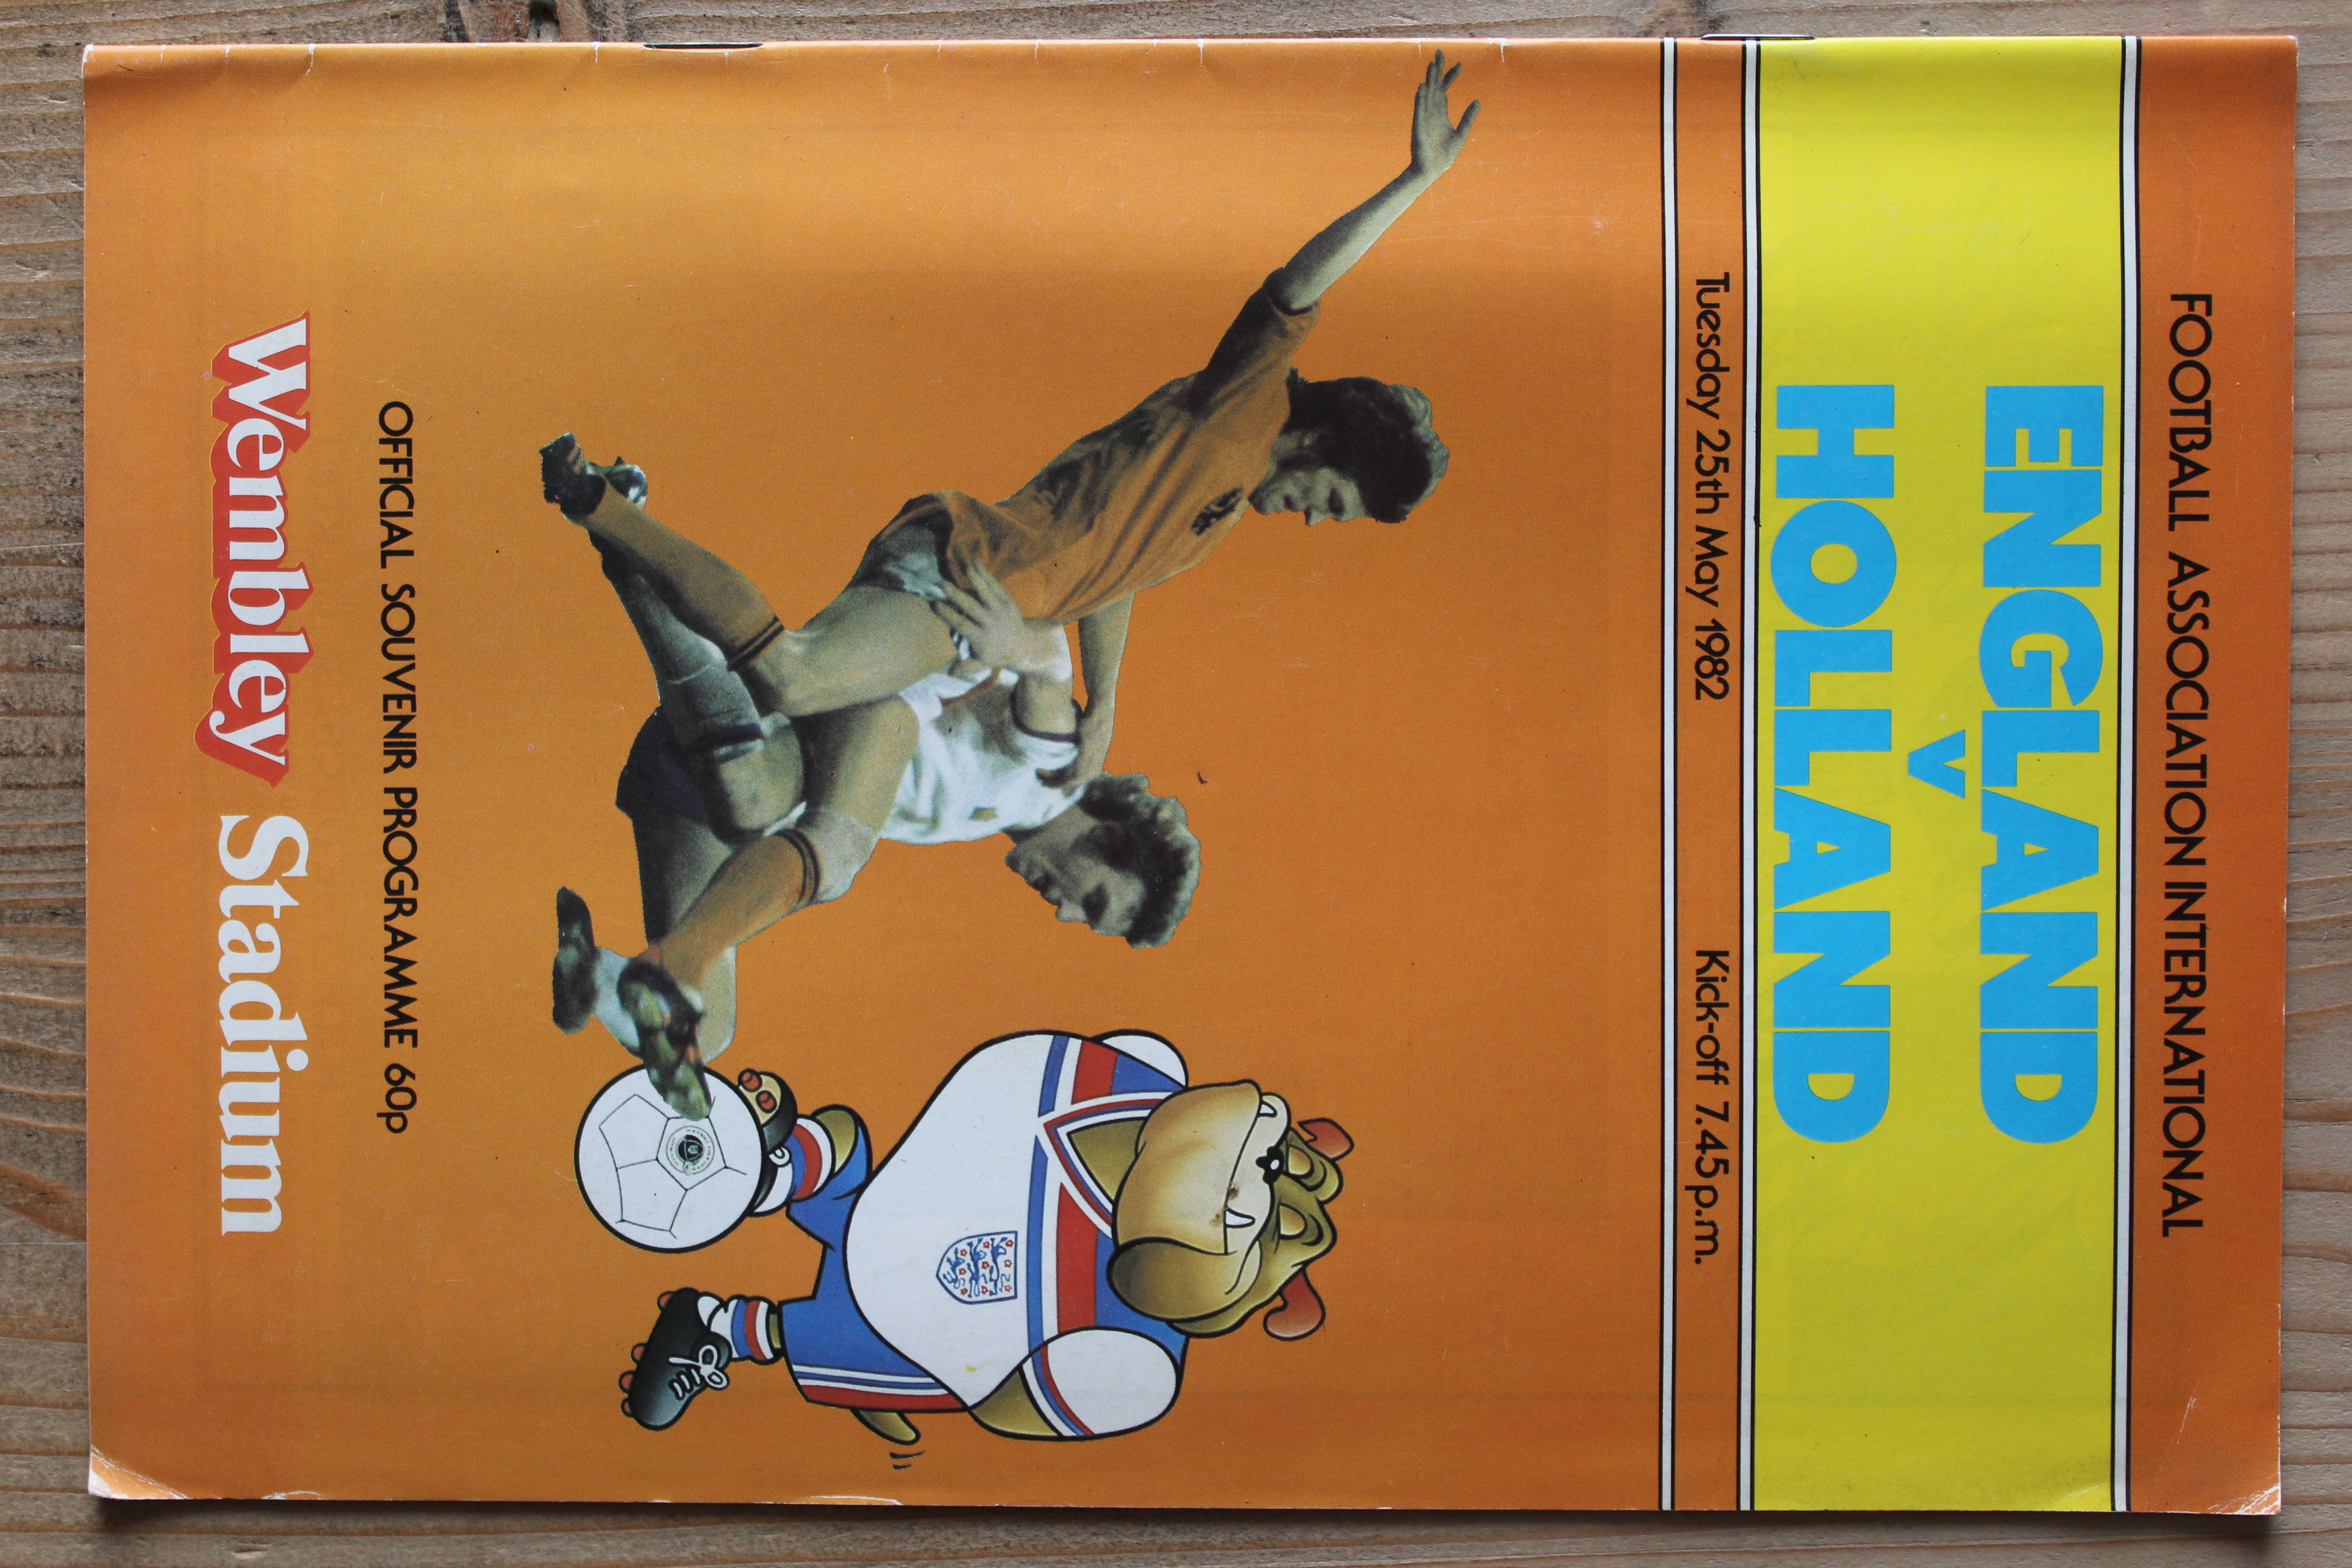 FOOTBALL ASSOCIATION INTERNATIONAL
ENGLAND
v
HOLLAND
Tuesday 25th May 1982 Kick-off 7.45p.m.
OFFICIAL SOUVENIR PROGRAMME 60p
Wembley Stadium